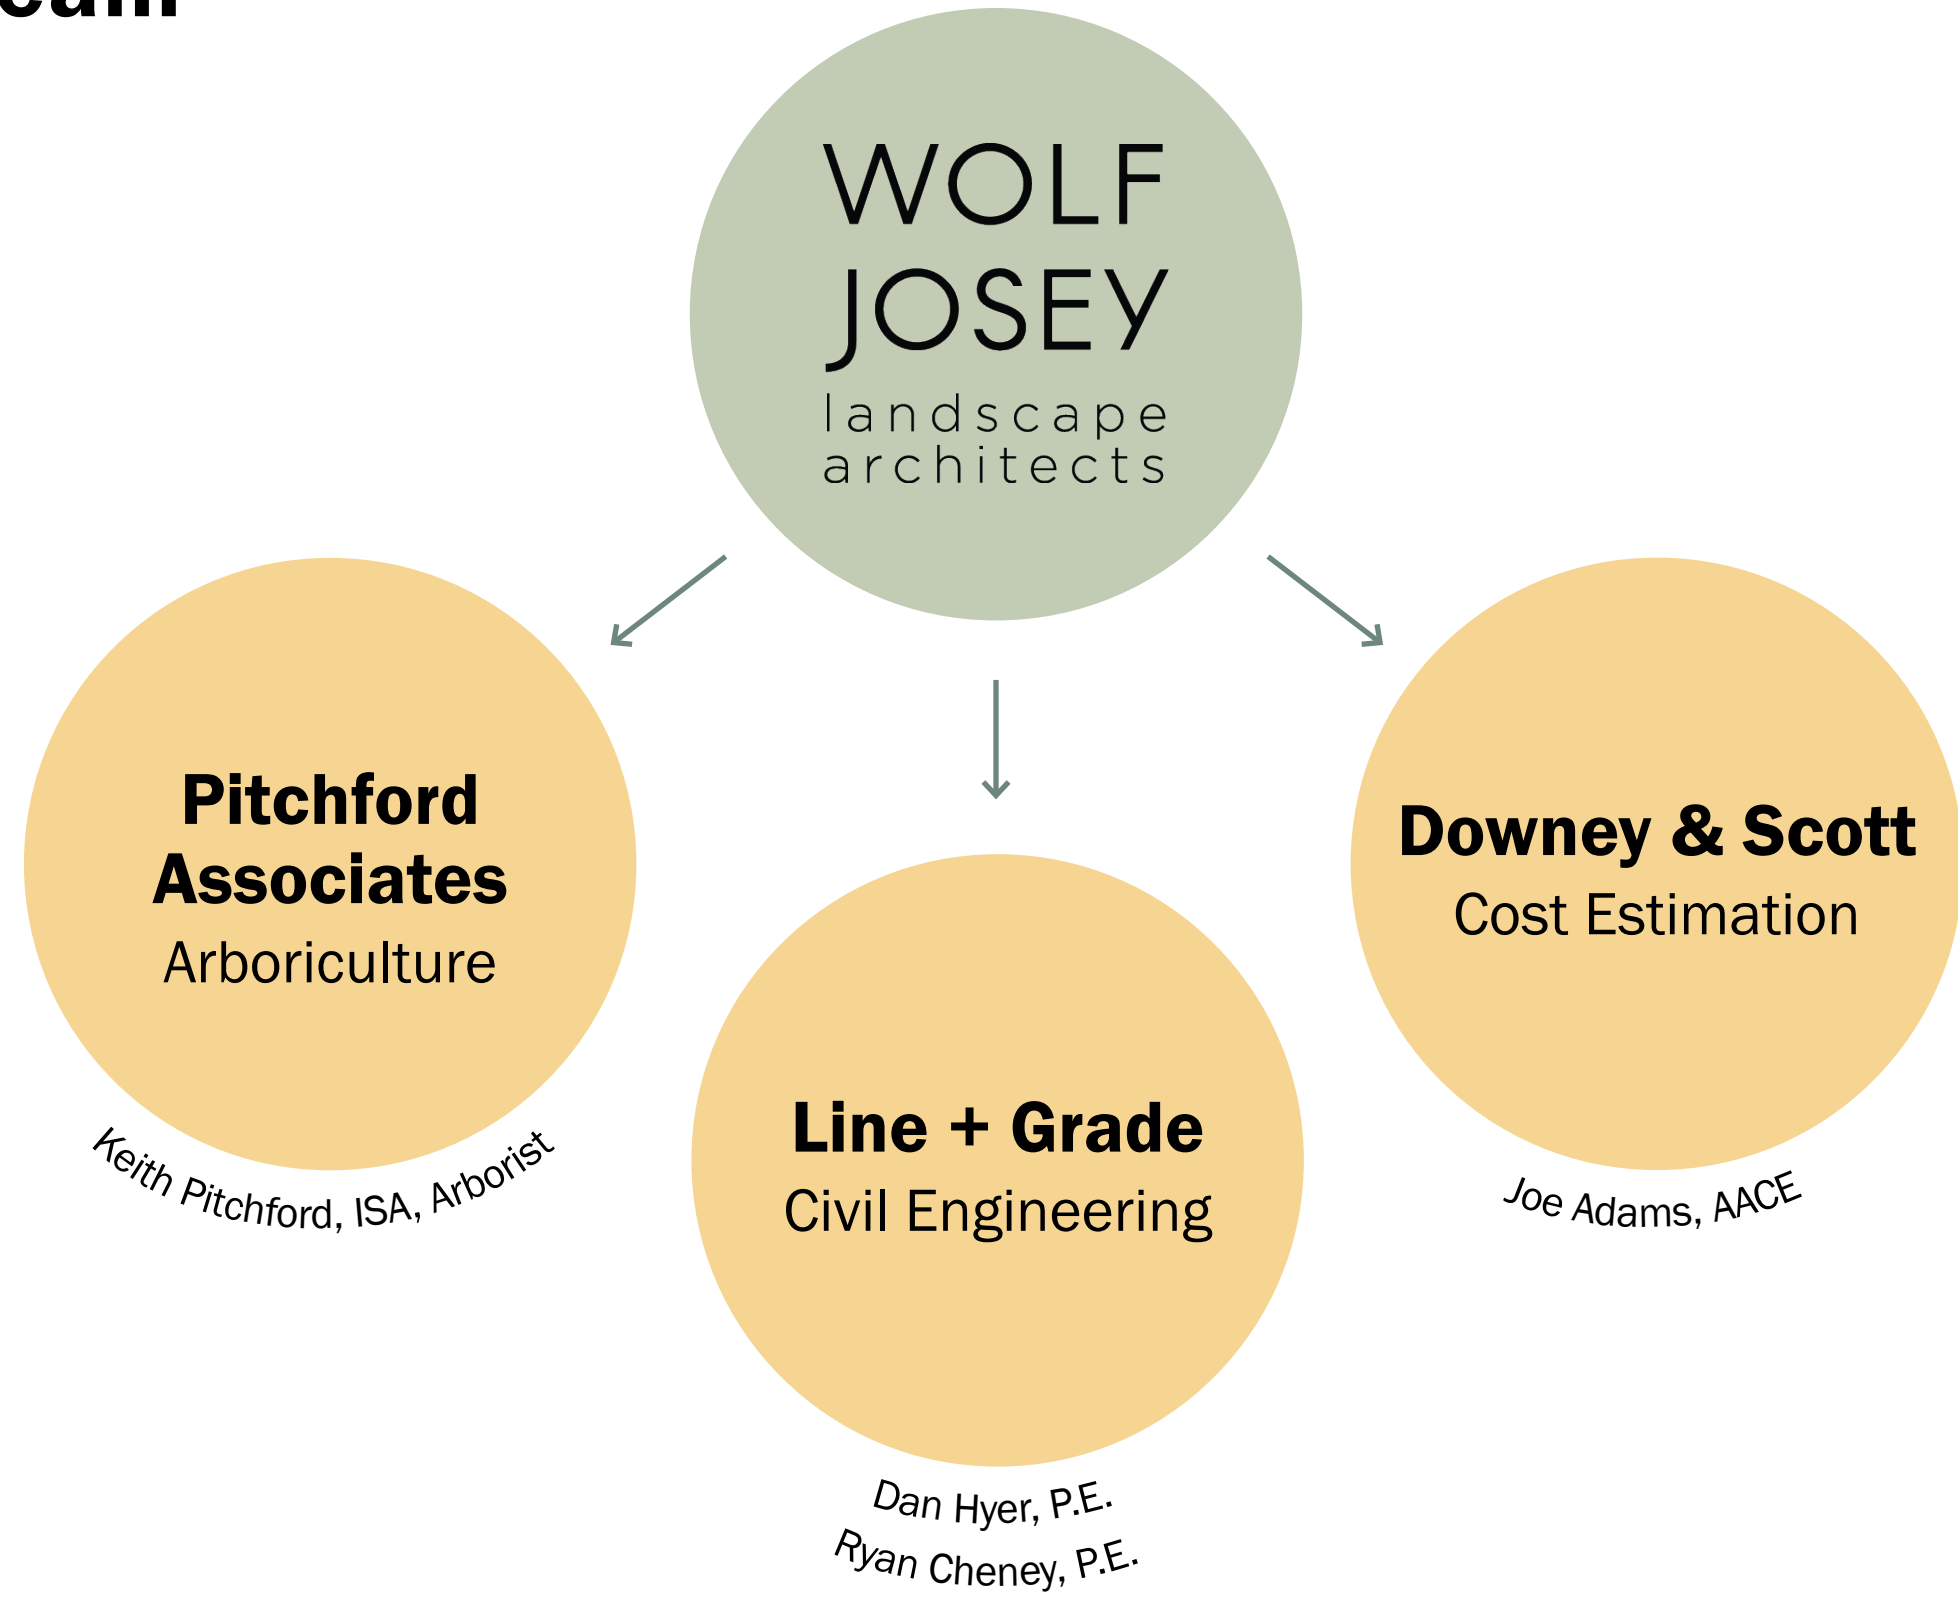 WOLF
JOSEY
landscape
architects
Pitchford
Associates
Arboriculture
Keith Pitchford, ISA, Arborist
Line + Grade
Civil Engineering
Dan Hyer, P.E.
Ryan Cheney, P.E.
Downey & Scott
Cost Estimation
Joe Adams, AACE